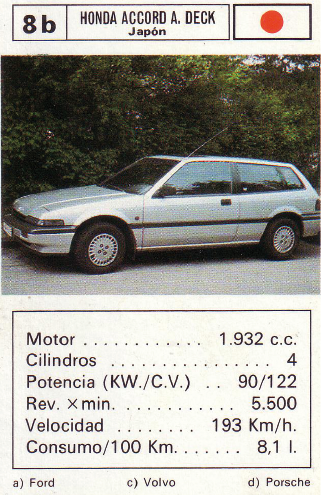 8b
HONDA ACCORD A. DECK
Japón
Motor . . . . . . . . . . . . 1.932 c.c.
Cilindros . . . . . . . . . . . . . . . . 4
Potencia (KW./C.V.) . . 90/122
Rev. × min. . . . . . . . . . . 5.500
Velocidad . . . . . . . . 193 Km/h.
Consumo/100 Km. . . . . . . 8,1 l.
a) Ford c) Volvo d) Porsche